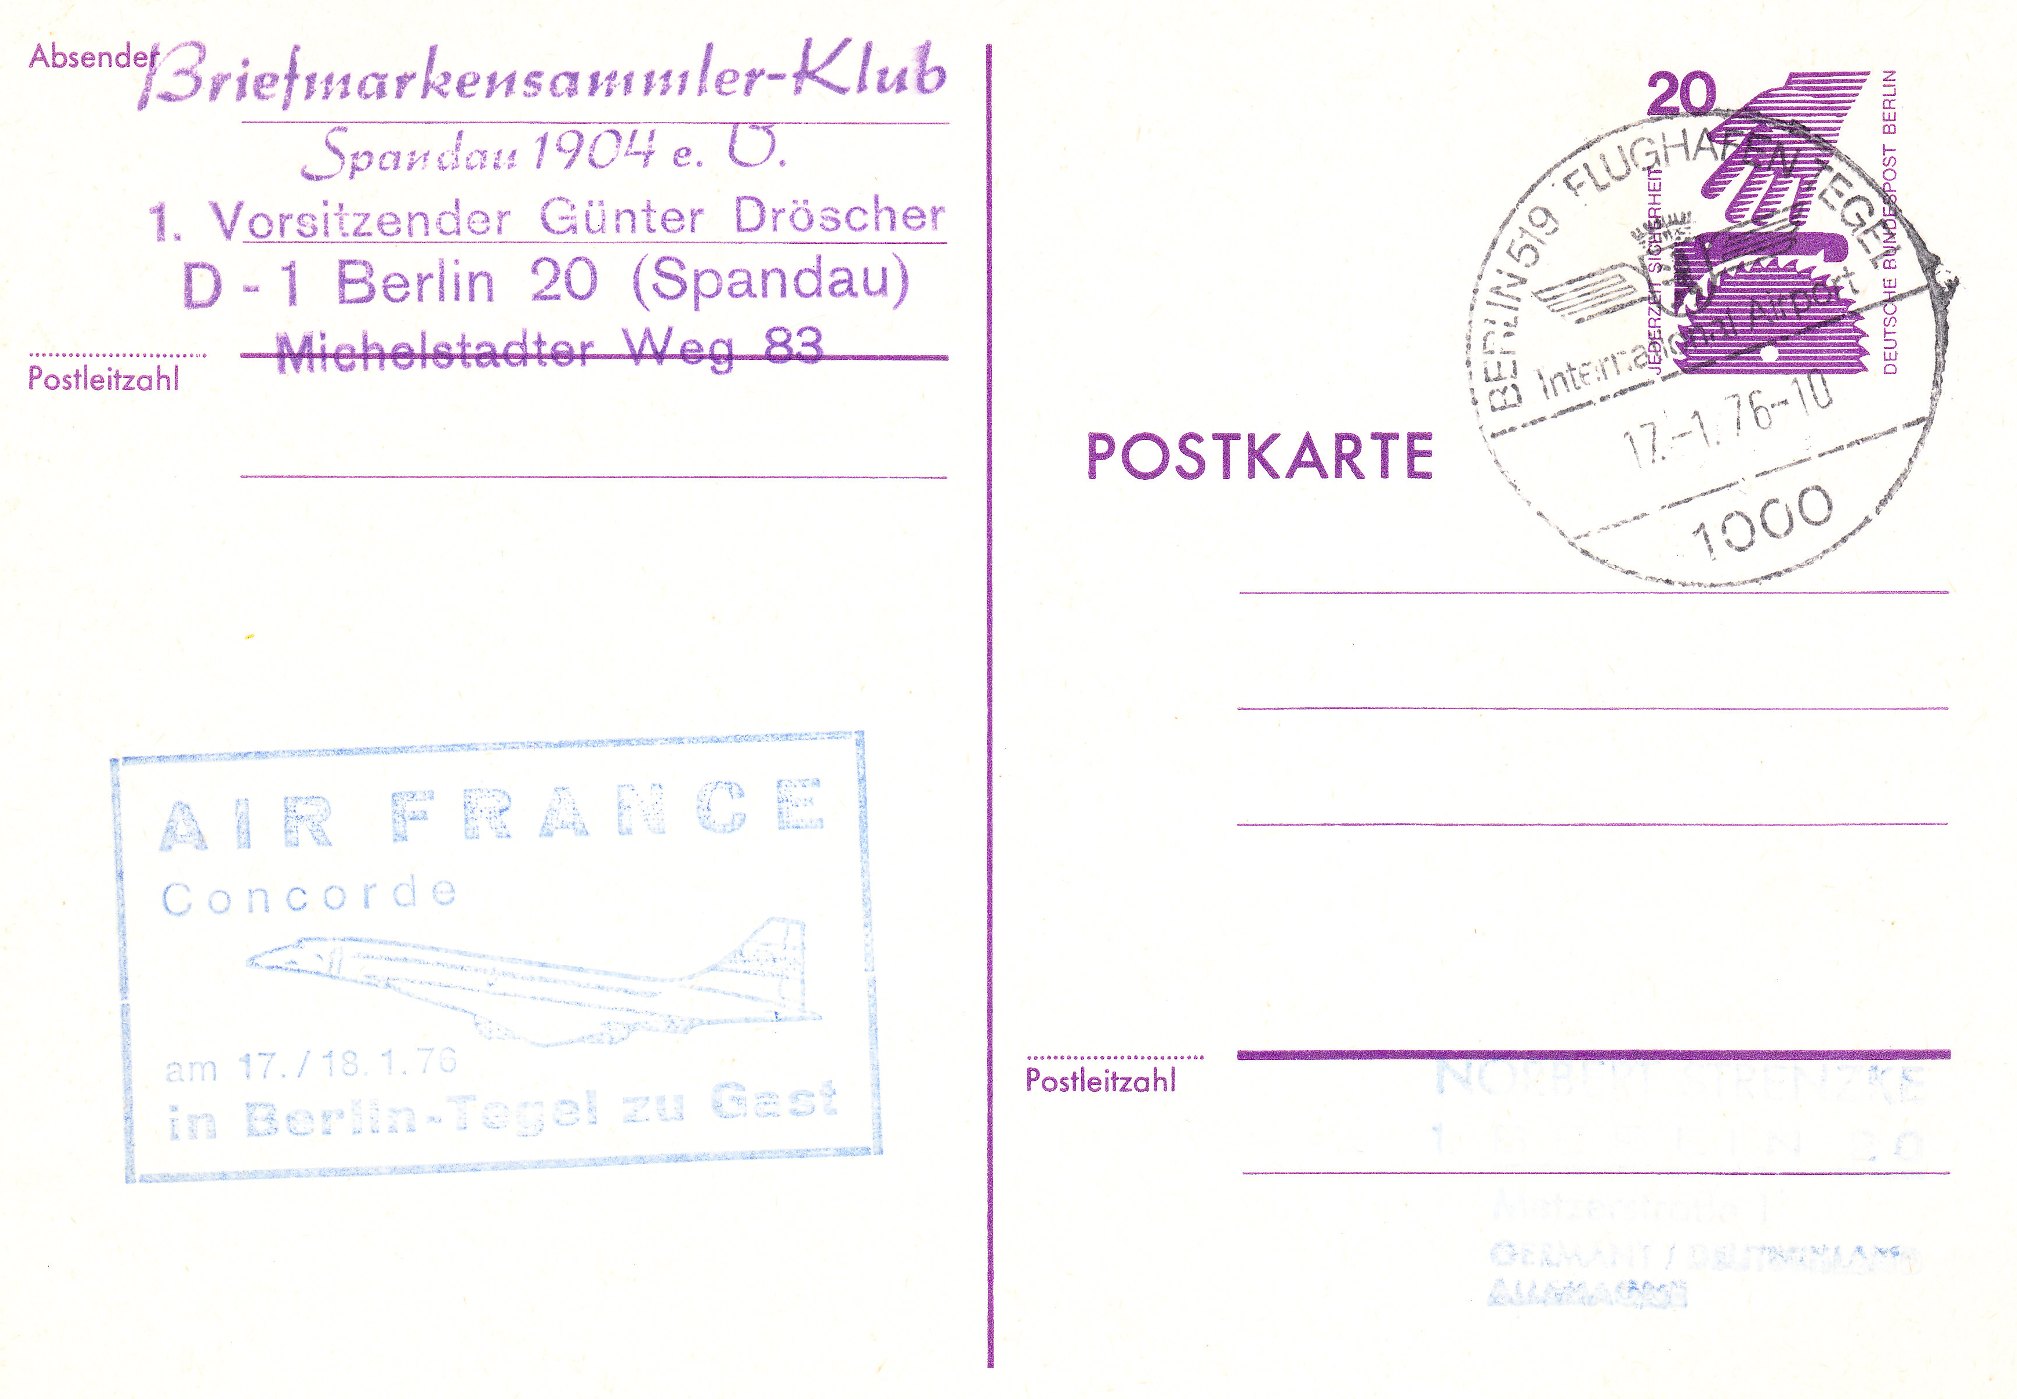 Absender
Briefmarkensammler-Klub
Spandau 1904 e. V.
1. Vorsitzender Günter Dröscher
D - 1 Berlin 20 (Spandau)
Michelstadter Weg 83
Postleitzahl
AIR FRANCE
Concorde
am 17./18.1.76
in Berlin-Tegel zu Gast
20
JEDERZEIT SICHERHEIT
DEUTSCHE BUNDESPOST BERLIN
BERLIN 519 FLUGHAFEN TEGEL
International Airport
17.-1.76-10
1000
POSTKARTE
Postleitzahl